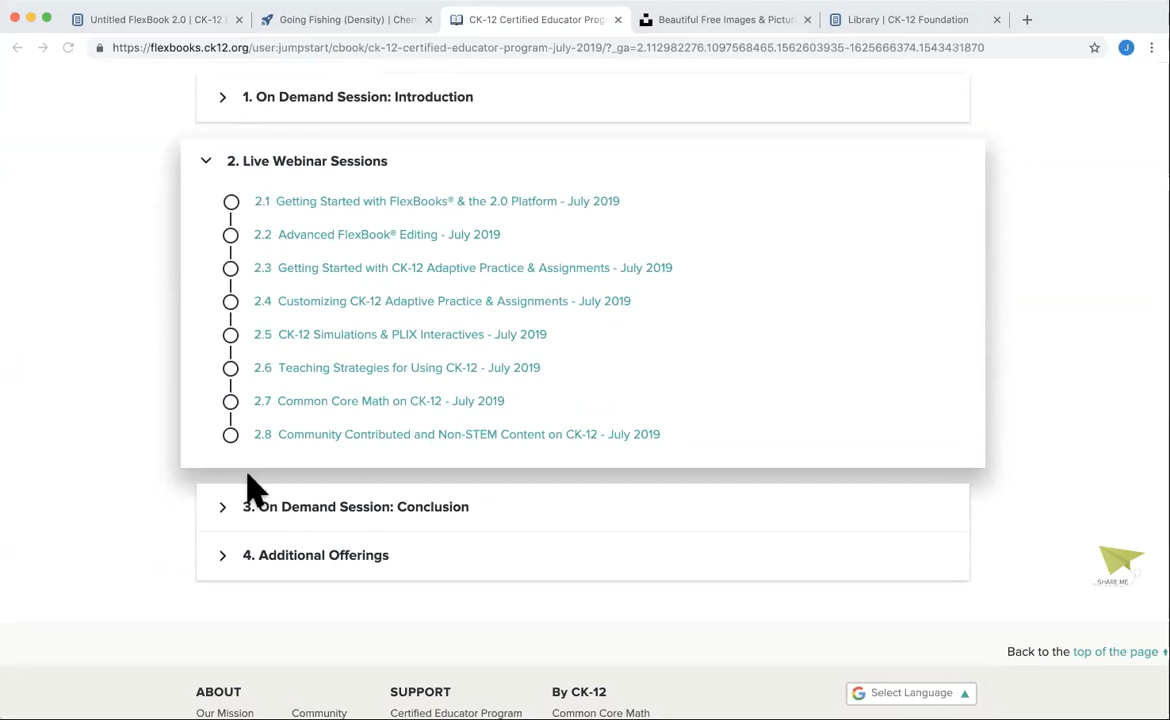 Untitled FlexBook 2.0 | CK-12
Going Fishing (Density) | Chem
CK-12 Certified Educator Prog
Beautiful Free Images & Pictur
Library | CK-12 Foundation
https://flexbooks.ck12.org/user:jumpstart/cbook/ck-12-certified-educator-program-july-2019/?_ga=2.112982276.1097568465.1562603935-1625666374.1543431870
J
1. On Demand Session: Introduction
2. Live Webinar Sessions
2.1 Getting Started with FlexBooks® & the 2.0 Platform - July 2019
2.2 Advanced FlexBook® Editing - July 2019
2.3 Getting Started with CK-12 Adaptive Practice & Assignments - July 2019
2.4 Customizing CK-12 Adaptive Practice & Assignments - July 2019
2.5 CK-12 Simulations & PLIX Interactives - July 2019
2.6 Teaching Strategies for Using CK-12 - July 2019
2.7 Common Core Math on CK-12 - July 2019
2.8 Community Contributed and Non-STEM Content on CK-12 - July 2019
3. On Demand Session: Conclusion
4. Additional Offerings
SHARE ME
Back to the top of the page
ABOUT SUPPORT By CK-12
G Select Language
Our Mission Community Certified Educator Program Common Core Math